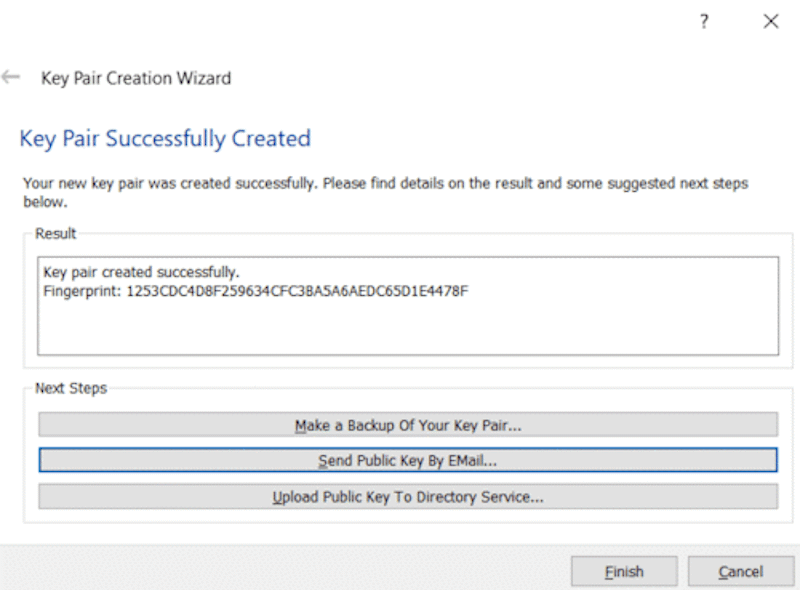 ?
Key Pair Creation Wizard
Key Pair Successfully Created
Your new key pair was created successfully. Please find details on the result and some suggested next steps
below.
Result
Key pair created successfully.
Fingerprint: 1253CDC4D8F259634CFC3BA5A6AEDC65D1E4478F
Next Steps
Make a Backup Of Your Key Pair...
Send Public Key By EMail...
Upload Public Key To Directory Service...
Finish
Cancel